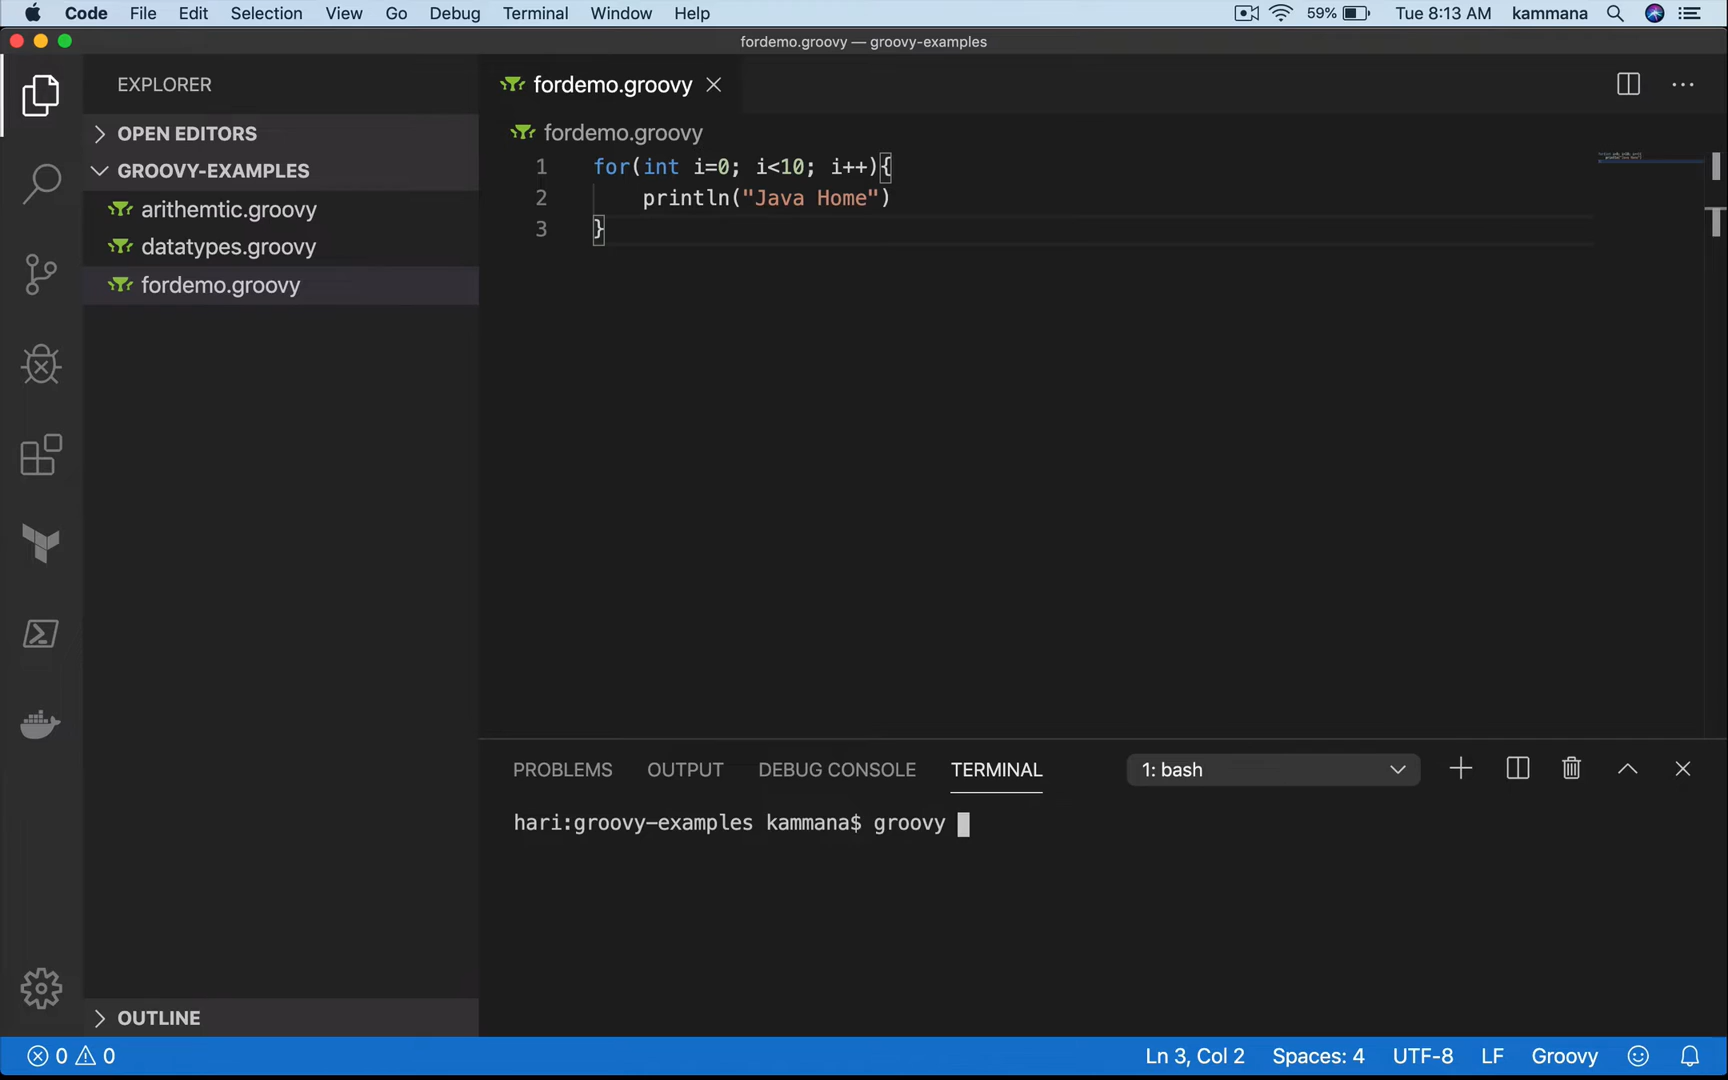 Code File Edit Selection View Go Debug Terminal Window Help 59% Tue 8:13 AM kammana
fordemo.groovy — groovy-examples
EXPLORER
OPEN EDITORS
GROOVY-EXAMPLES
arithemtic.groovy
datatypes.groovy
fordemo.groovy
OUTLINE
fordemo.groovy
fordemo.groovy
1 for(int i=0; i<10; i++){
2 println("Java Home")
3 }
PROBLEMS OUTPUT DEBUG CONSOLE TERMINAL 1: bash
hari:groovy-examples kammana$ groovy
0 0 Ln 3, Col 2 Spaces: 4 UTF-8 LF Groovy